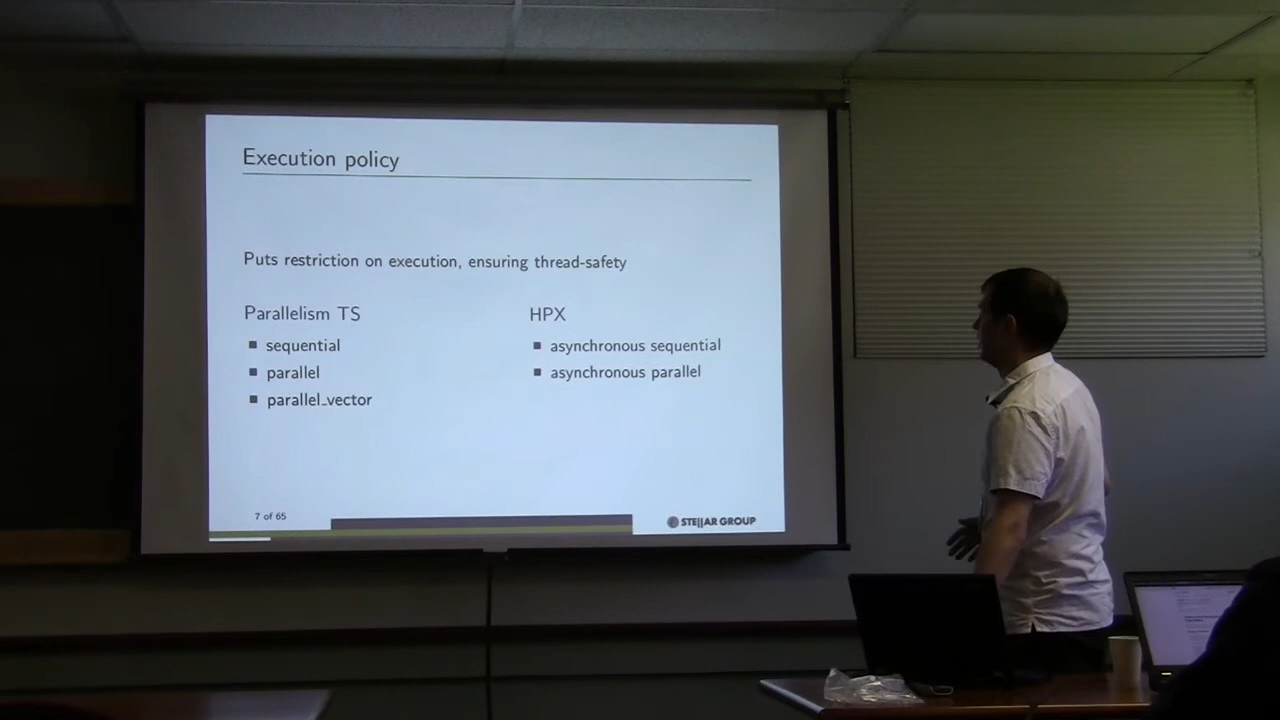 Execution policy
Puts restriction on execution, ensuring thread-safety
Parallelism TS
■ sequential
■ parallel
■ parallel_vector
HPX
■ asynchronous sequential
■ asynchronous parallel
7 of 65
STE||AR GROUP